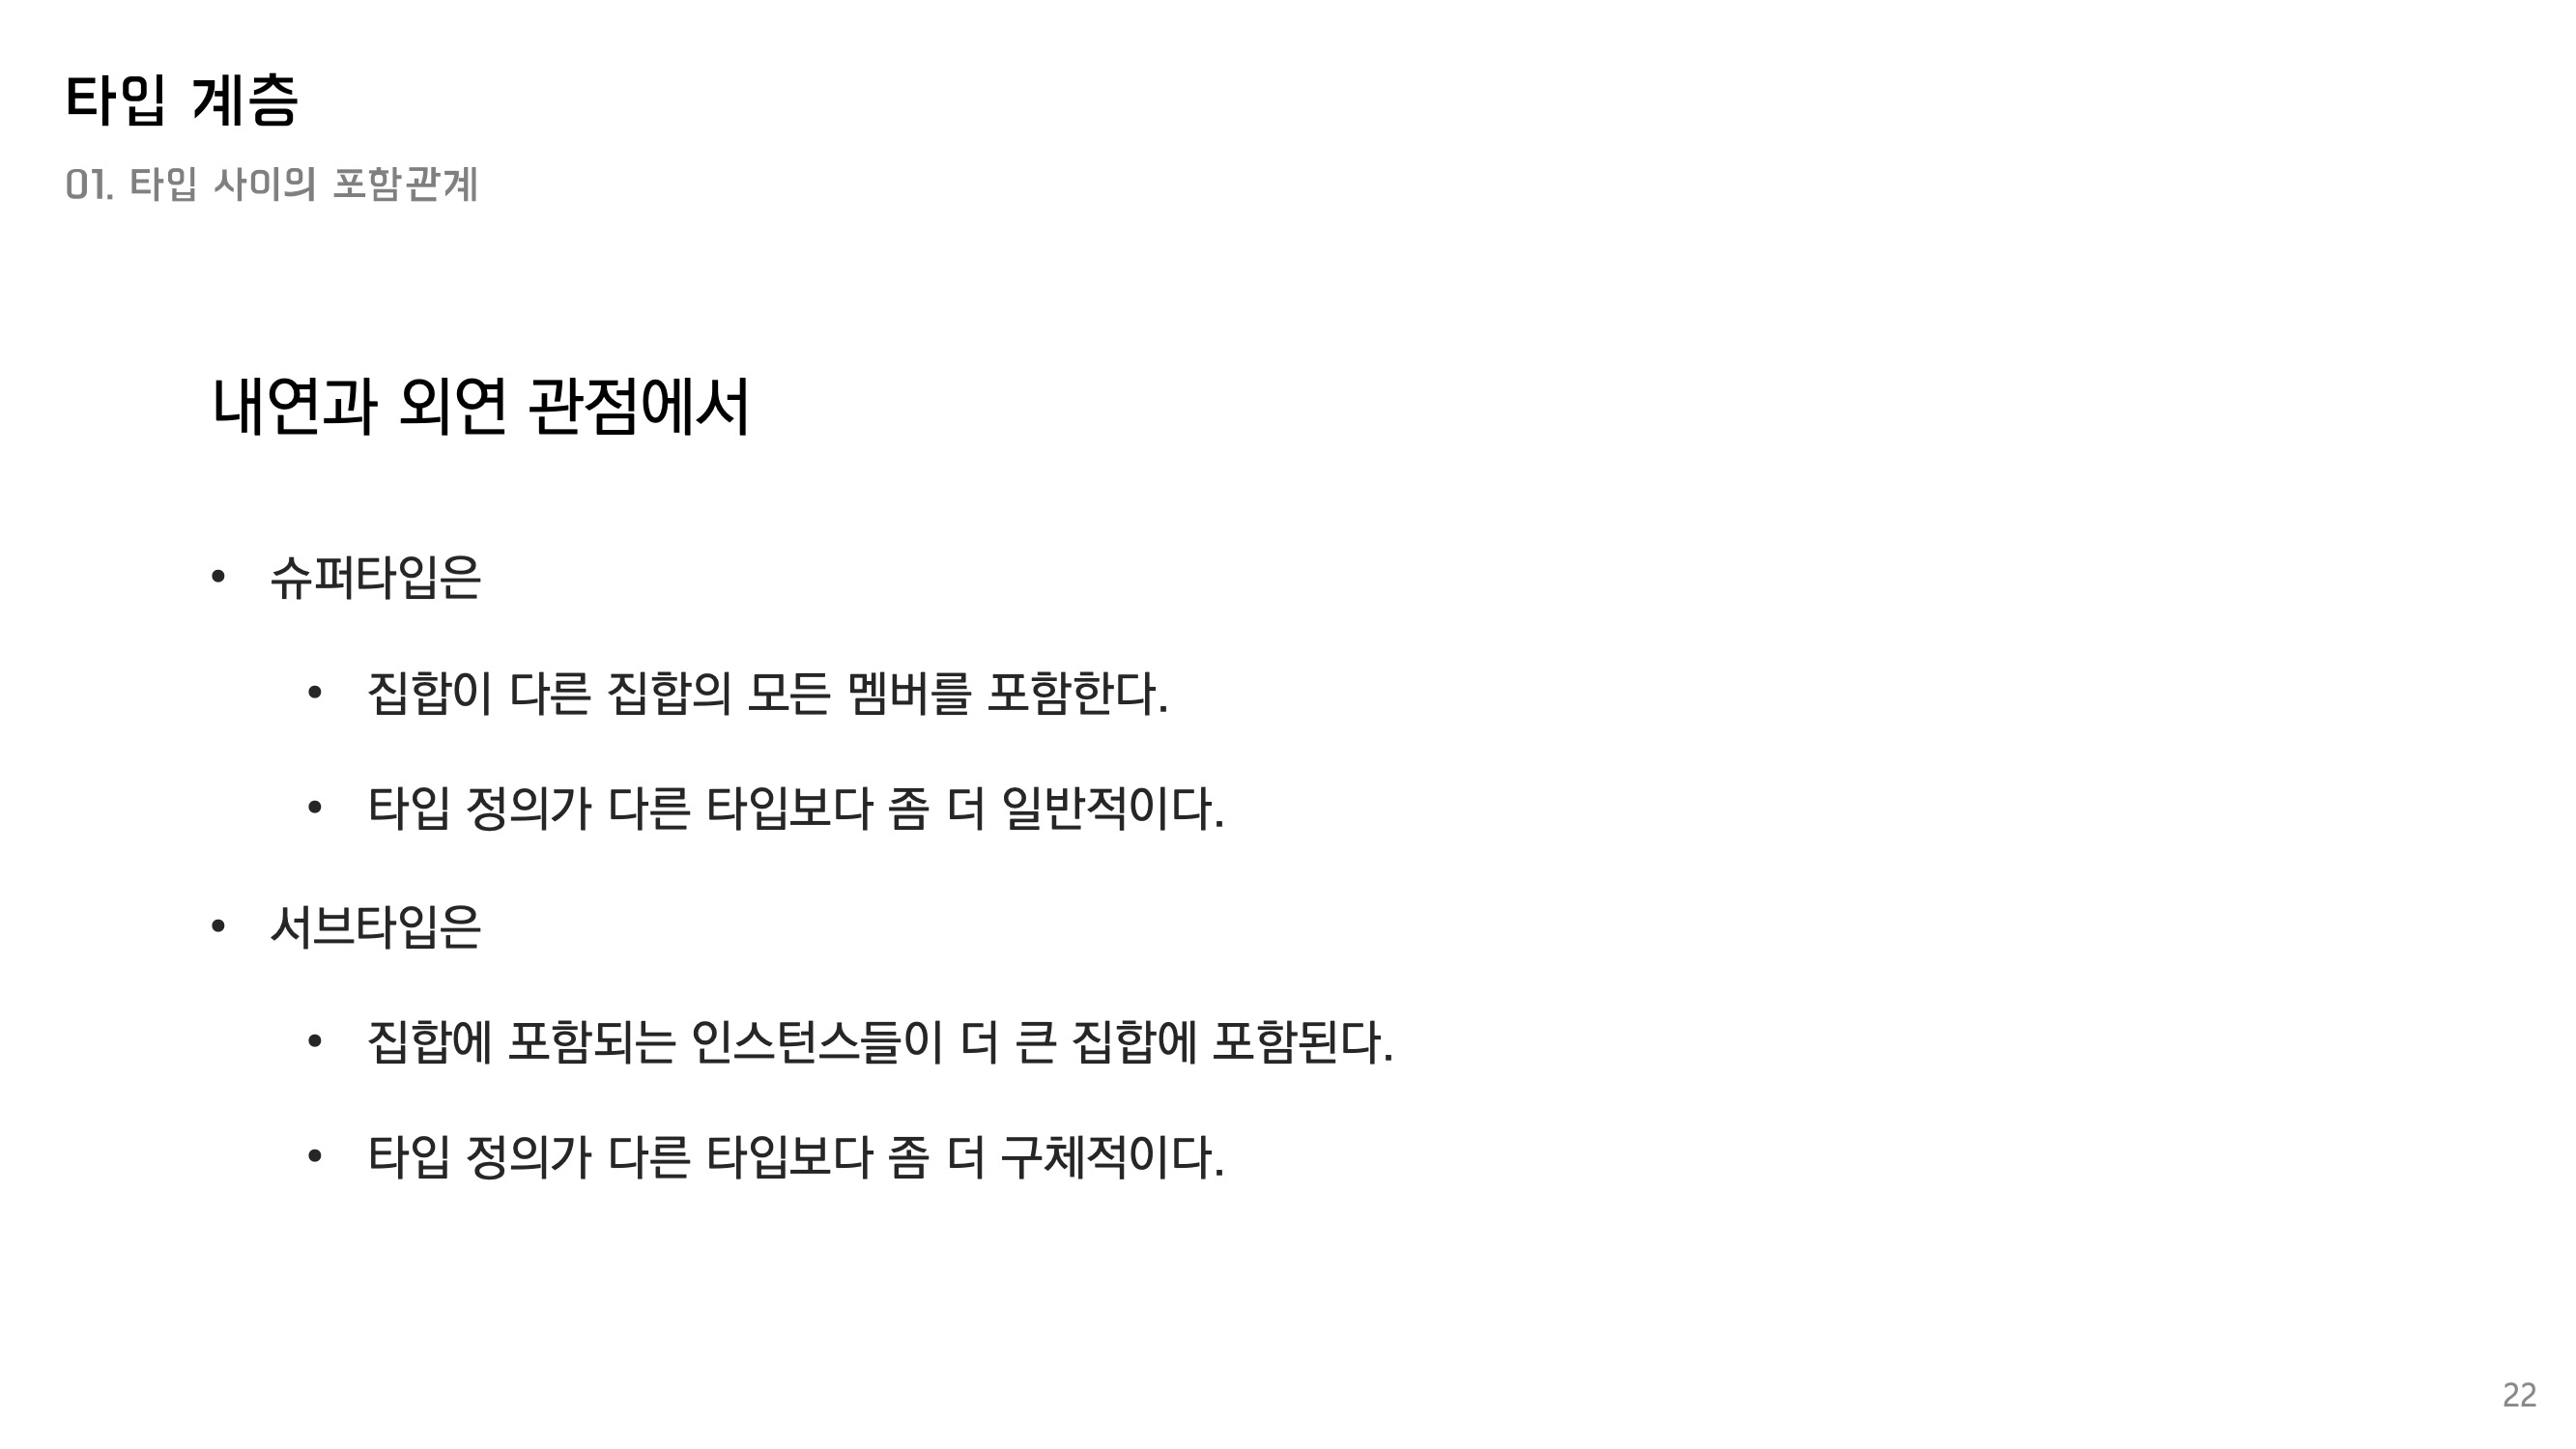 타입 계층
01. 타입 사이의 포함관계
내연과 외연 관점에서
• 슈퍼타입은
• 집합이 다른 집합의 모든 멤버를 포함한다.
• 타입 정의가 다른 타입보다 좀 더 일반적이다.
• 서브타입은
• 집합에 포함되는 인스턴스들이 더 큰 집합에 포함된다.
• 타입 정의가 다른 타입보다 좀 더 구체적이다.
22